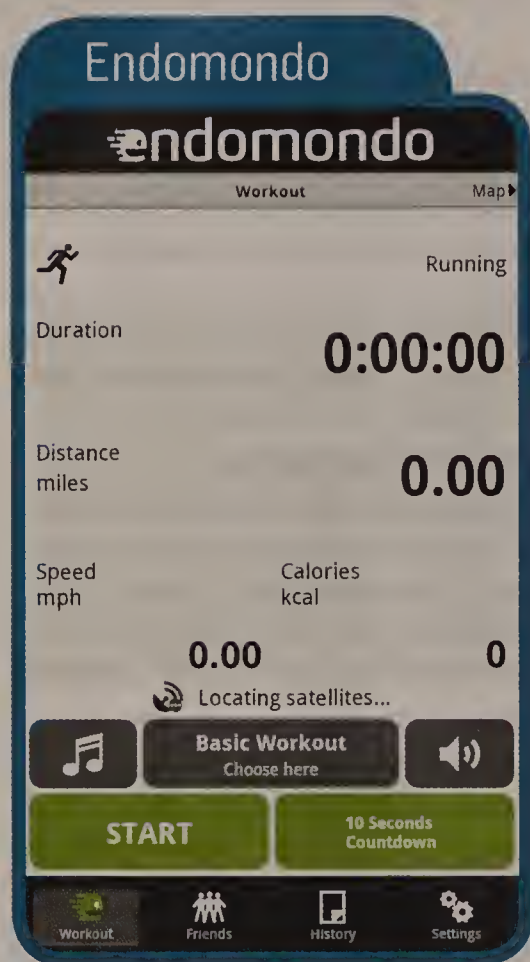 Endomondo
endomondo
Workout Map
Running
Duration
0:00:00
Distance
miles
0.00
Speed
mph
Calories
kcal
0.00
0
Locating satellites...
Basic Workout
Choose here
START
10 Seconds
Countdown
Workout Friends History Settings